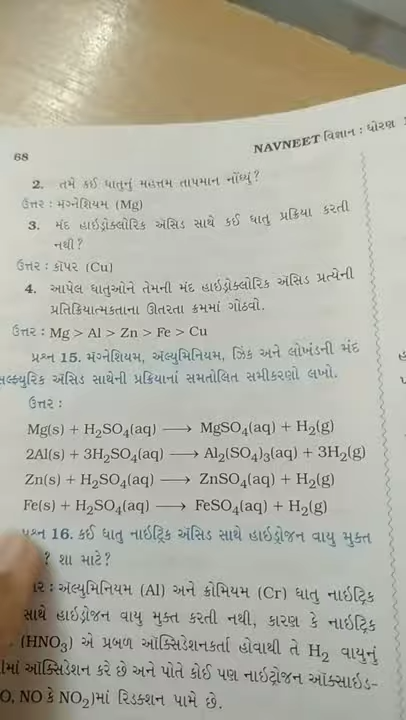 68
NAVNEET વિજ્ઞાન : ધોરણ
2. તમે કઈ ધાતુનું મહત્તમ તાપમાન નોંધ્યું?
ઉત્તર : મૅગ્નેશિયમ (Mg)
3. મંદ હાઇડ્રોક્લોરિક ઍસિડ સાથે કઈ ધાતુ પ્રક્રિયા કરતી
નથી?
ઉત્તર : કૉપર (Cu)
4. આપેલ ધાતુઓને તેમની મંદ હાઇડ્રોક્લોરિક ઍસિડ પ્રત્યેની
પ્રતિક્રિયાત્મકતાના ઊતરતા ક્રમમાં ગોઠવો.
ઉત્તર : Mg > Al > Zn > Fe > Cu
પ્રશ્ન 15. મૅગ્નેશિયમ, ઍલ્યુમિનિયમ, ઝિંક અને લોખંડની મંદ
સલ્ફ્યુરિક ઍસિડ સાથેની પ્રક્રિયાનાં સમતોલિત સમીકરણો લખો.
ઉત્તર :
Mg(s) + H₂SO₄(aq) ⟶ MgSO₄(aq) + H₂(g)
2Al(s) + 3H₂SO₄(aq) ⟶ Al₂(SO₄)₃(aq) + 3H₂(g)
Zn(s) + H₂SO₄(aq) ⟶ ZnSO₄(aq) + H₂(g)
Fe(s) + H₂SO₄(aq) ⟶ FeSO₄(aq) + H₂(g)
પ્રશ્ન 16. કઈ ધાતુ નાઇટ્રિક ઍસિડ સાથે હાઇડ્રોજન વાયુ મુક્ત
? શા માટે?
: ઍલ્યુમિનિયમ (Al) અને ક્રોમિયમ (Cr) ધાતુ નાઇટ્રિક
સાથે હાઇડ્રોજન વાયુ મુક્ત કરતી નથી, કારણ કે નાઇટ્રિક
(HNO₃) એ પ્રબળ ઑક્સિડેશનકર્તા હોવાથી તે H₂ વાયુનું
માં ઑક્સિડેશન કરે છે અને પોતે કોઈ પણ નાઇટ્રોજન ઑક્સાઇડ-
O, NO કે NO₂)માં રિડક્શન પામે છે.